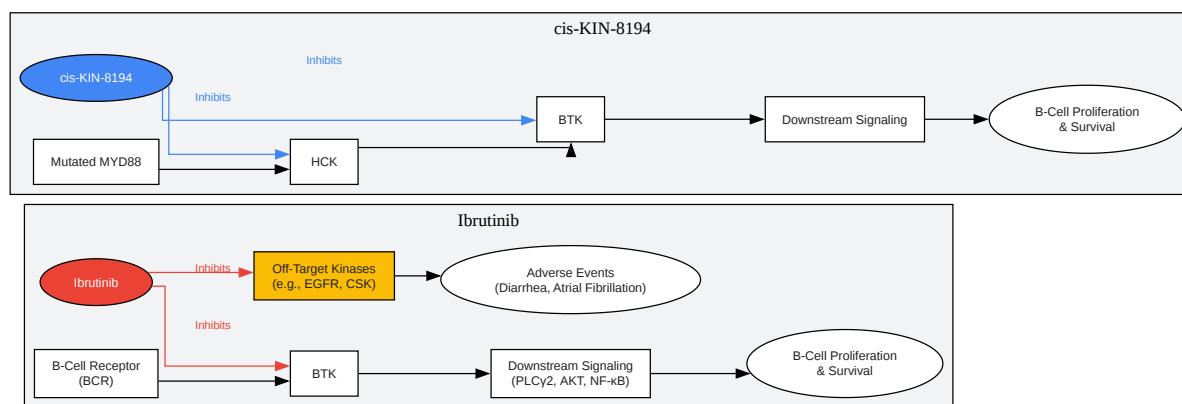 cis-KIN-8194
Inhibits
cis-KIN-8194
Inhibits
BTK
Downstream Signaling
B-Cell Proliferation
& Survival
Mutated MYD88
HCK
Ibrutinib
Inhibits
Off-Target Kinases
(e.g., EGFR, CSK)
Adverse Events
(Diarrhea, Atrial Fibrillation)
Ibrutinib
Inhibits
B-Cell Receptor
(BCR)
BTK
Downstream Signaling
(PLCγ2, AKT, NF-κB)
B-Cell Proliferation
& Survival